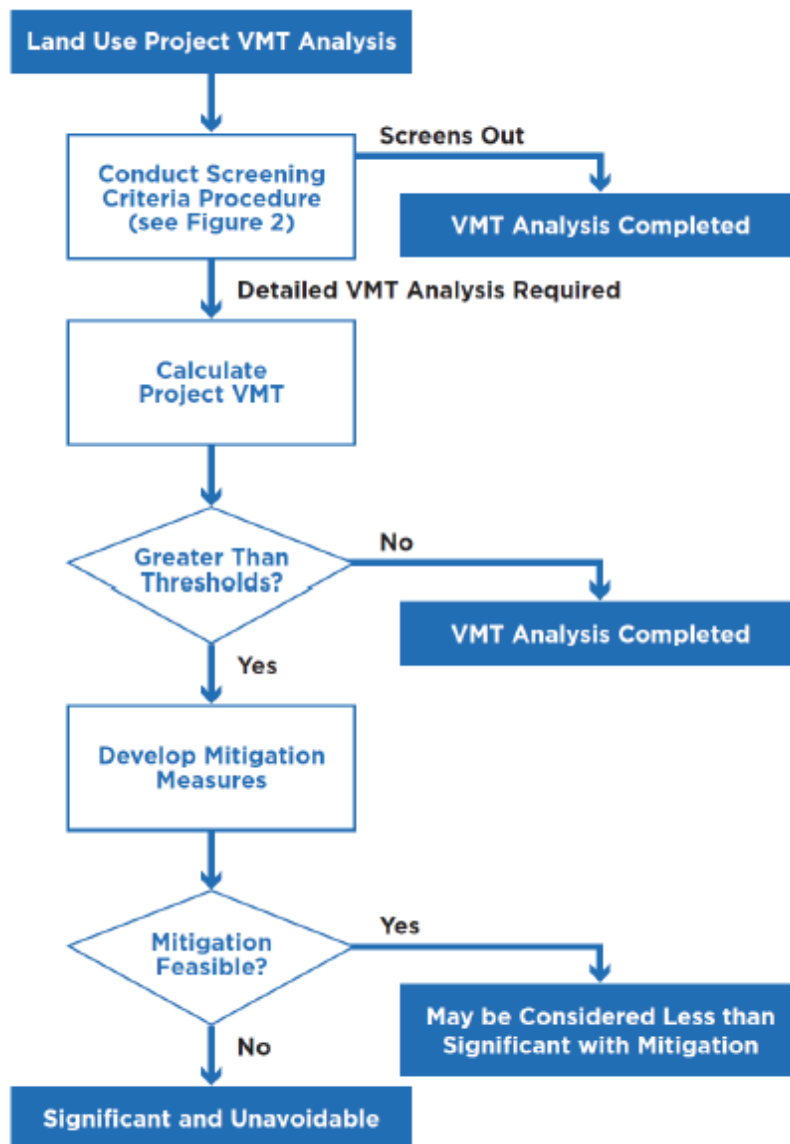 Land Use Project VMT Analysis
Screens Out
Conduct Screening
Criteria Procedure
(see Figure 2)
VMT Analysis Completed
Detailed VMT Analysis Required
Calculate
Project VMT
No
Greater Than
Thresholds?
VMT Analysis Completed
Yes
Develop Mitigation
Measures
Yes
Mitigation
Feasible?
May be Considered Less than
Significant with Mitigation
No
Significant and Unavoidable